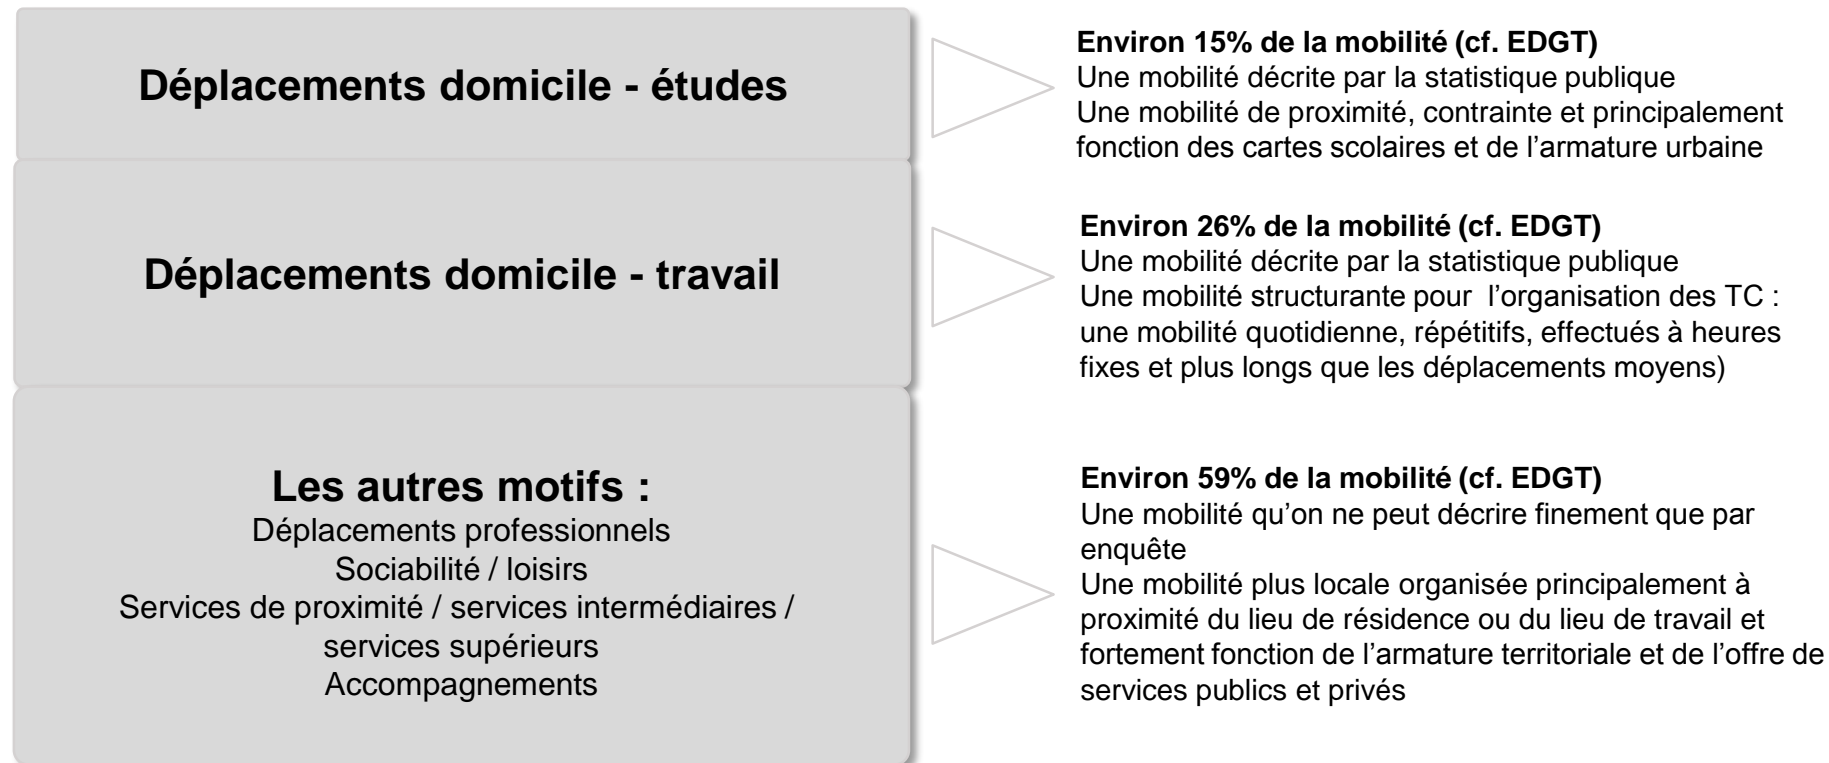 Déplacements domicile - études
Environ 15% de la mobilité (cf. EDGT)
Une mobilité décrite par la statistique publique
Une mobilité de proximité, contrainte et principalement
fonction des cartes scolaires et de l’armature urbaine
Déplacements domicile - travail
Environ 26% de la mobilité (cf. EDGT)
Une mobilité décrite par la statistique publique
Une mobilité structurante pour  l’organisation des TC :
une mobilité quotidienne, répétitifs, effectués à heures
fixes et plus longs que les déplacements moyens)
Les autres motifs :
Déplacements professionnels
Sociabilité / loisirs
Services de proximité / services intermédiaires /
services supérieurs
Accompagnements
Environ 59% de la mobilité (cf. EDGT)
Une mobilité qu’on ne peut décrire finement que par
enquête
Une mobilité plus locale organisée principalement à
proximité du lieu de résidence ou du lieu de travail et
fortement fonction de l’armature territoriale et de l’offre de
services publics et privés